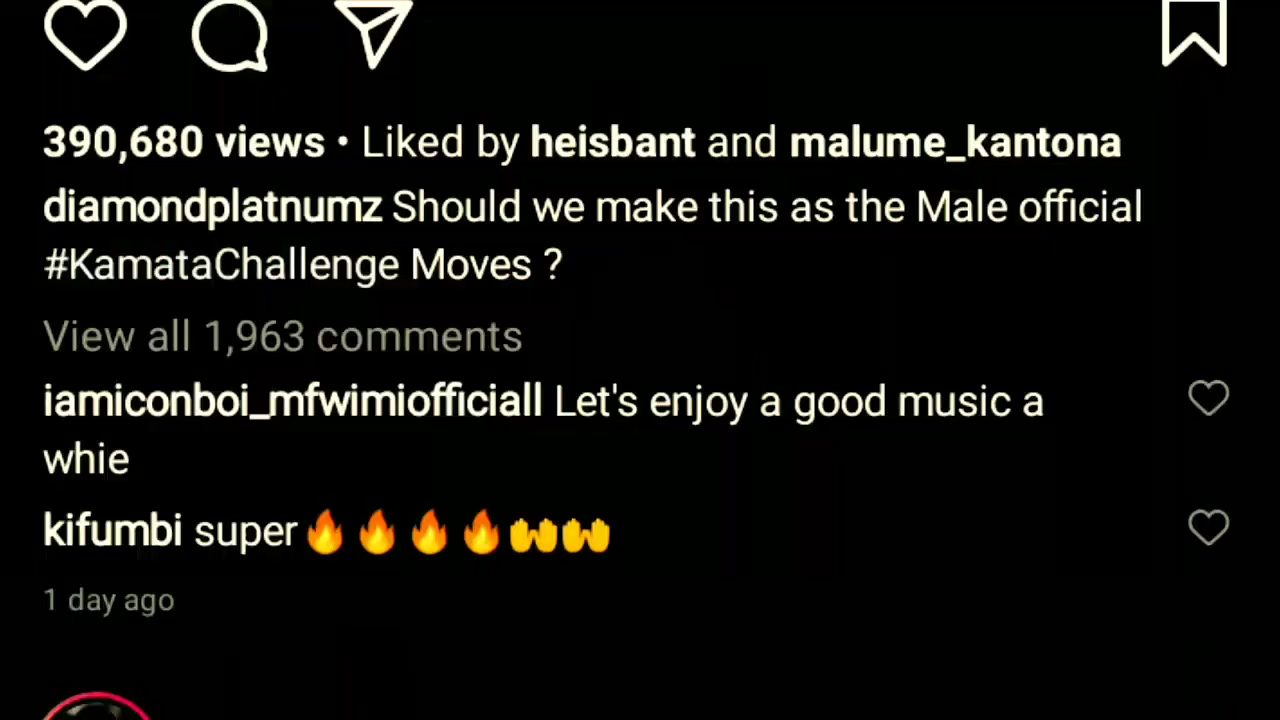 390,680 views • Liked by heisbant and malume_kantona
diamondplatnumz Should we make this as the Male official
#KamataChallenge Moves ?
View all 1,963 comments
iamiconboi_mfwimiofficiall Let's enjoy a good music a
whie
kifumbi super🔥🔥🔥🔥🙌🙌
1 day ago